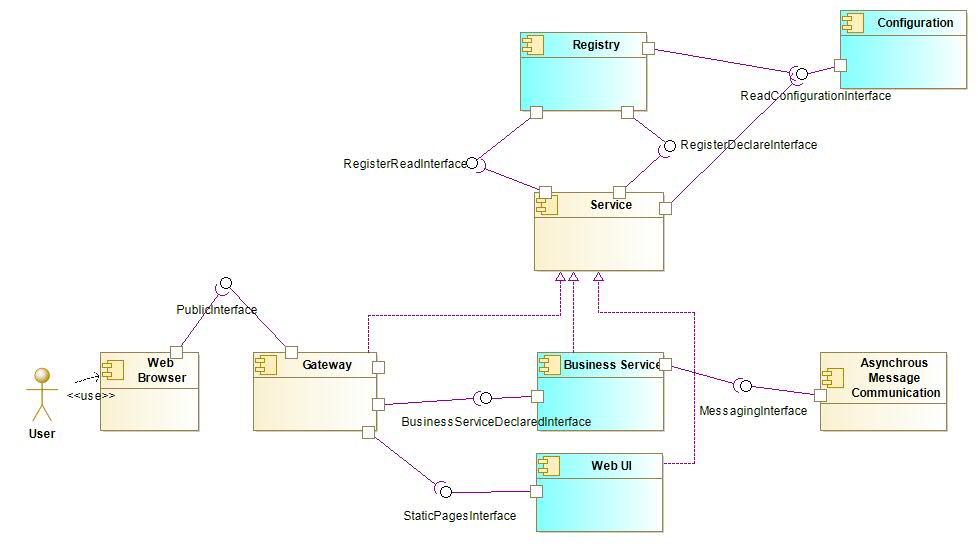 Configuration
Registry
ReadConfigurationInterface
RegisterReadInterface
RegisterDeclareInterface
Service
PublicInterface
Web
Browser
Gateway
Business Service
Asynchrous
Message
Communication
<<use>>
User
BusinessServiceDeclaredInterface
MessagingInterface
Web UI
StaticPagesInterface